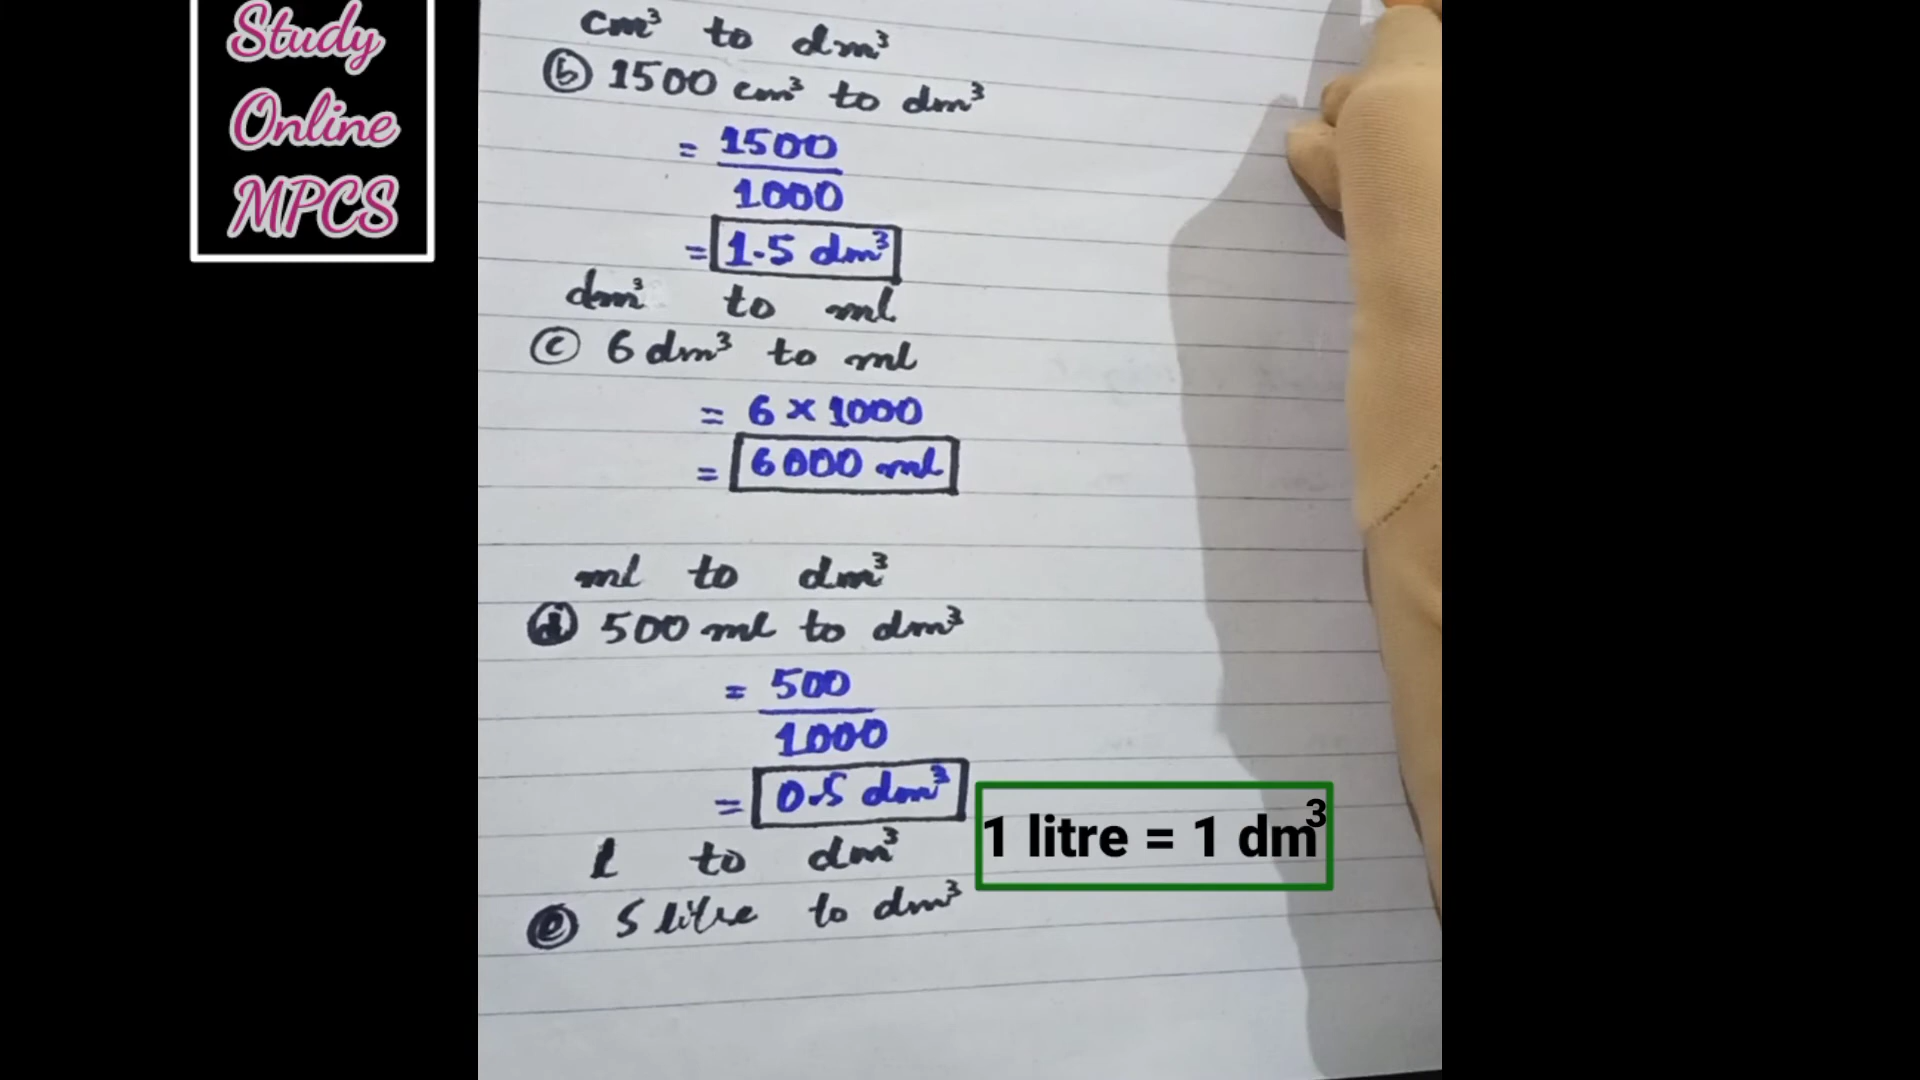 Study
Online
MPCS
cm³ to dm³
ⓑ 1500 cm³ to dm³
= 1500
1000
= 1.5 dm³
dm³ to ml
ⓒ 6 dm³ to ml
= 6 × 1000
= 6000 ml
ml to dm³
ⓓ 500 ml to dm³
= 500
1000
= 0.5 dm³
l to dm³
ⓔ 5 litre to dm³
1 litre = 1 dm³